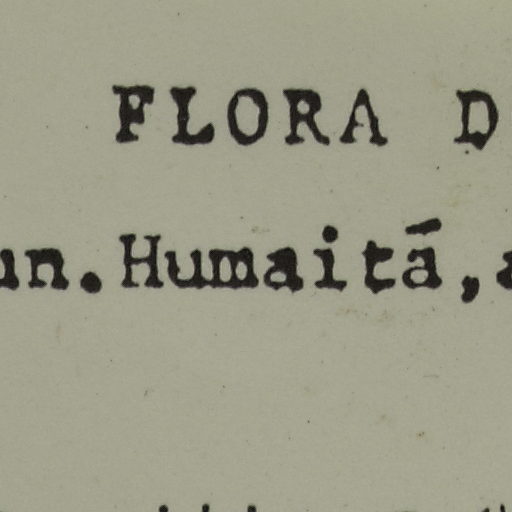 FLORA D
un. Humaitá, a